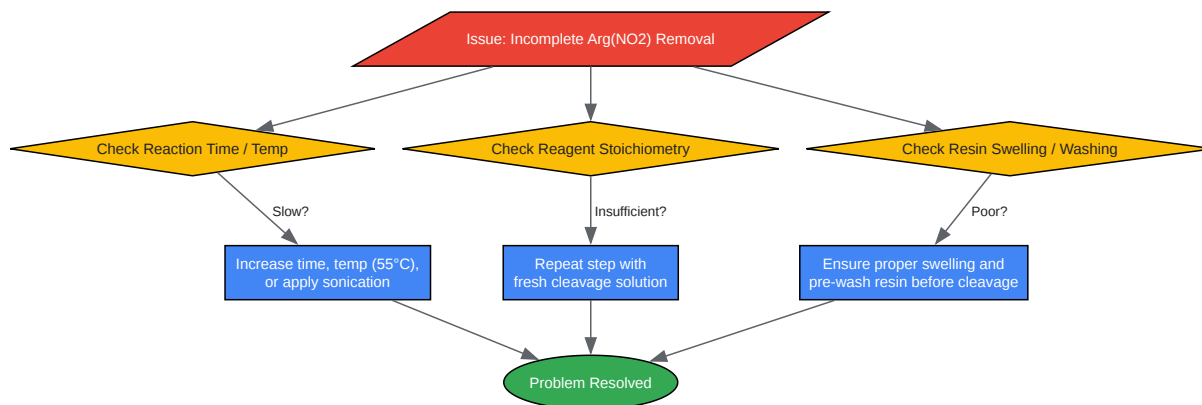 Issue: Incomplete Arg(NO2) Removal
Check Reaction Time / Temp
Check Reagent Stoichiometry
Check Resin Swelling / Washing
Slow?
Insufficient?
Poor?
Increase time, temp (55°C),
or apply sonication
Repeat step with
fresh cleavage solution
Ensure proper swelling and
pre-wash resin before cleavage
Problem Resolved